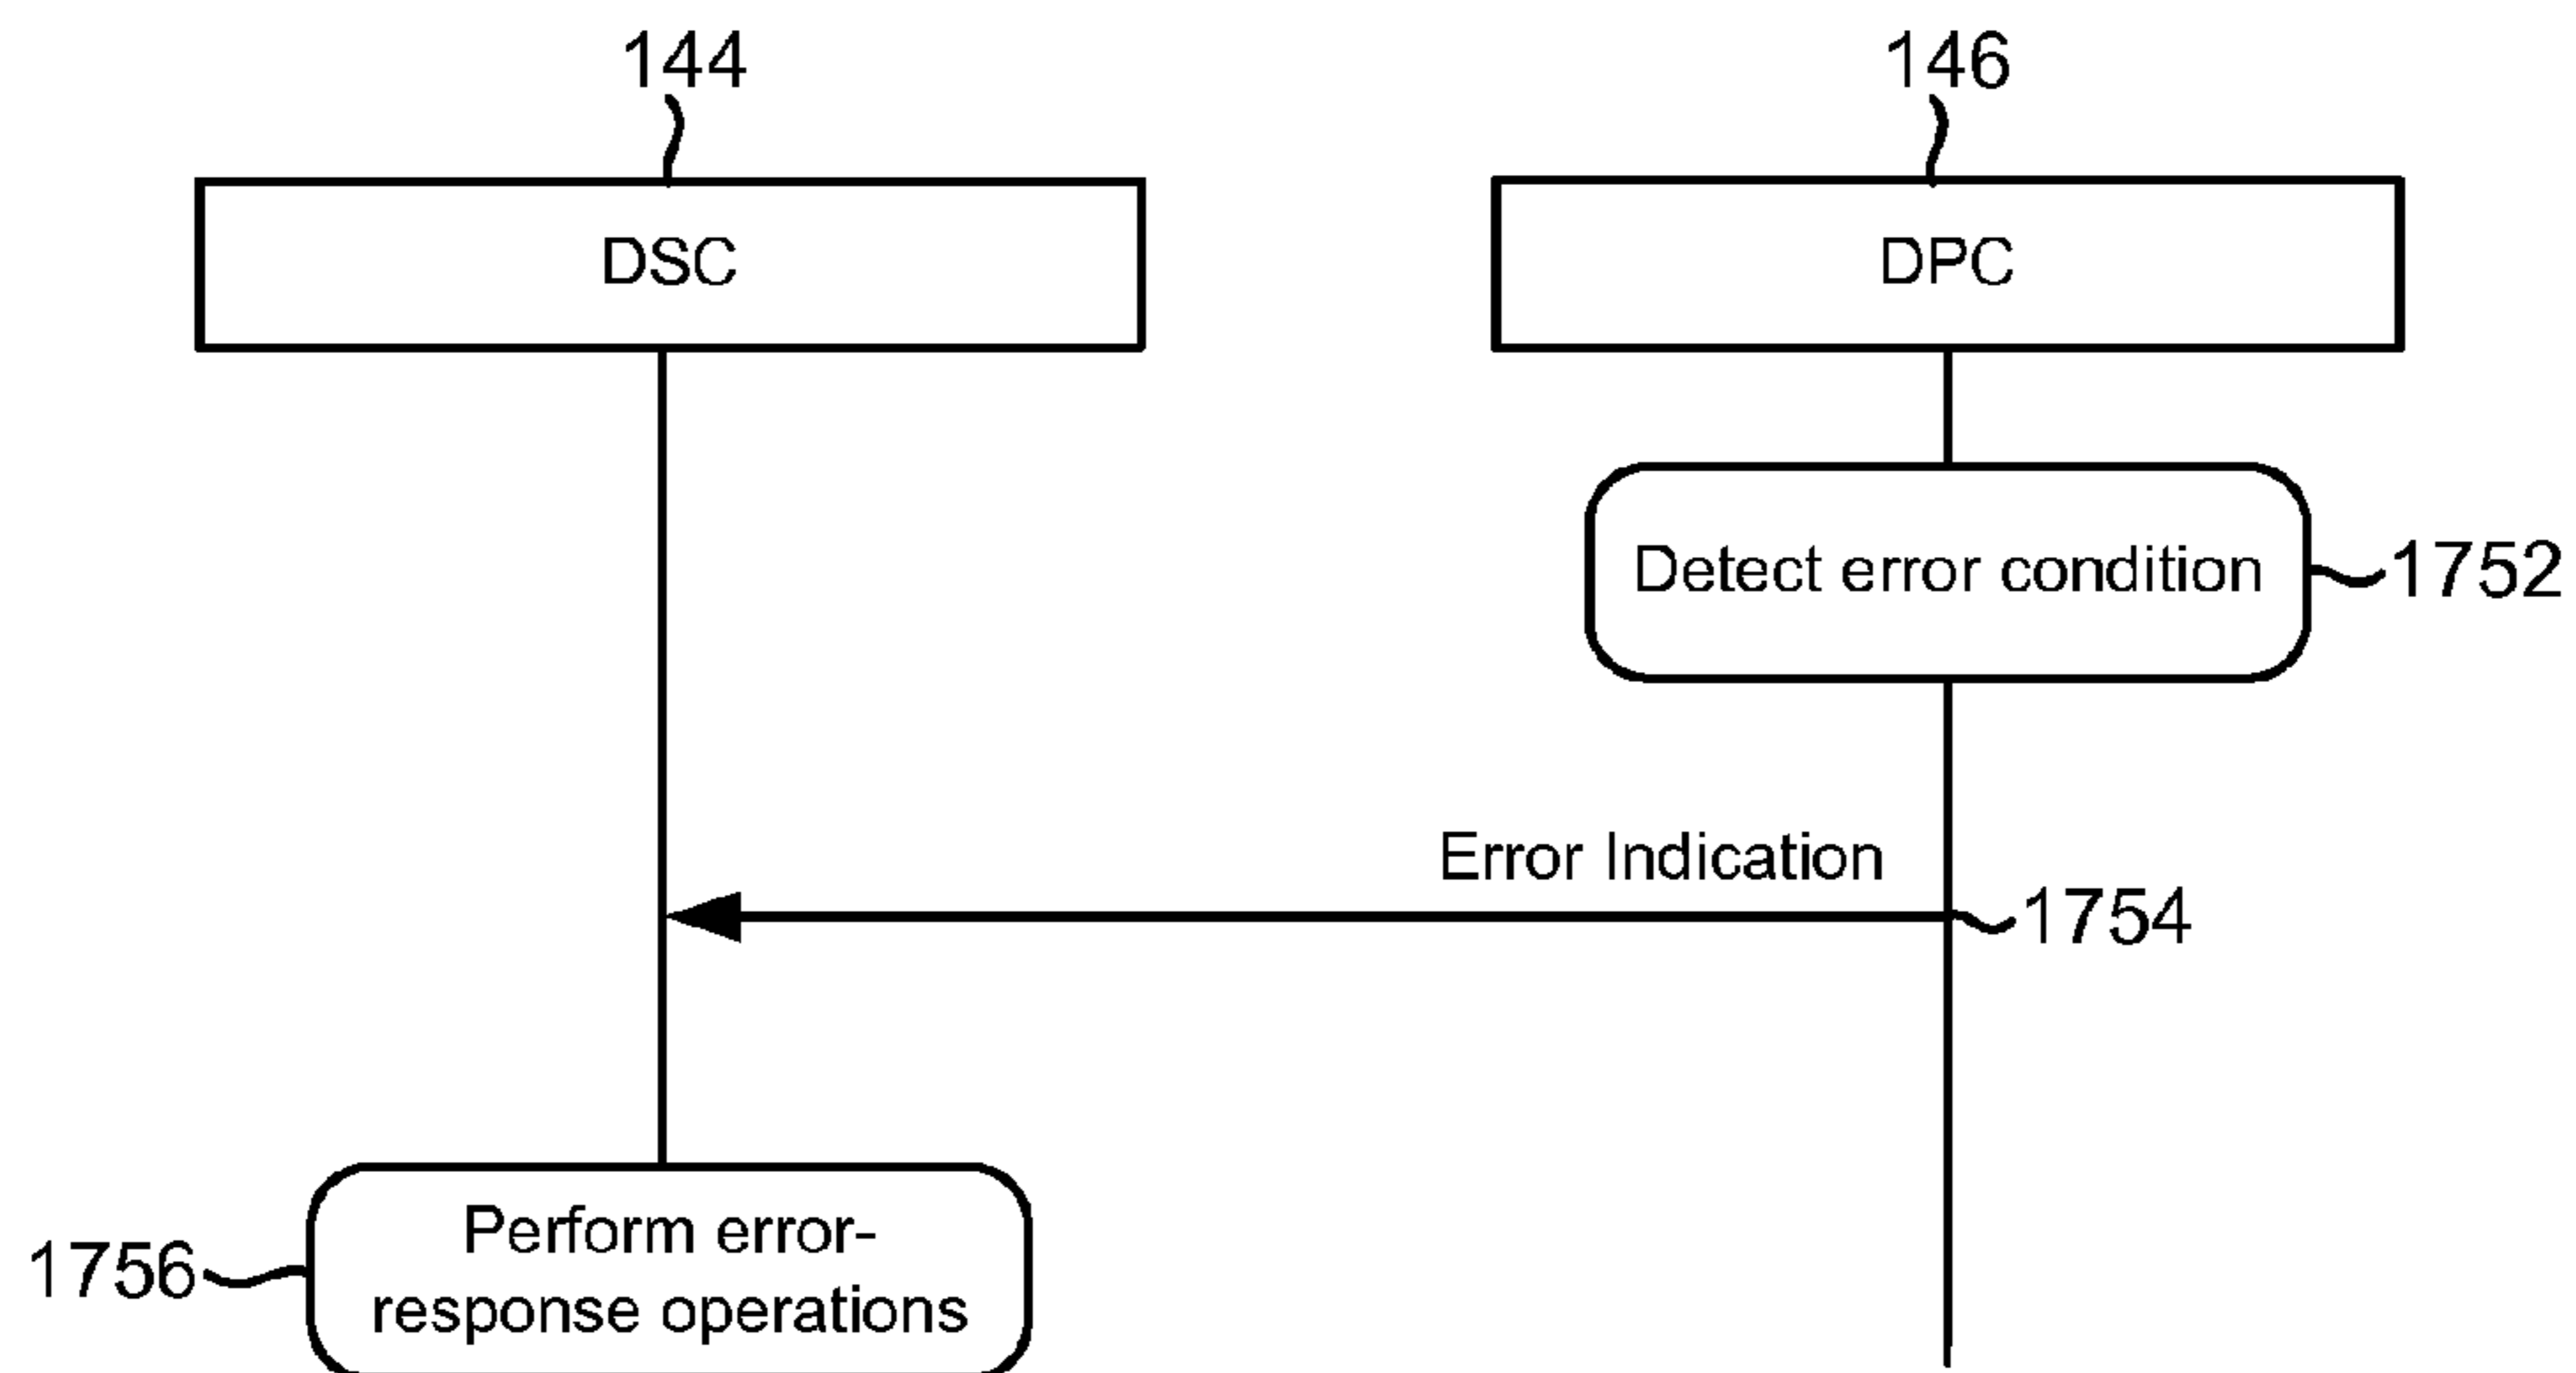 144
146
DSC
DPC
Detect error condition
1752
Error Indication
1754
Perform error-
response operations
1756